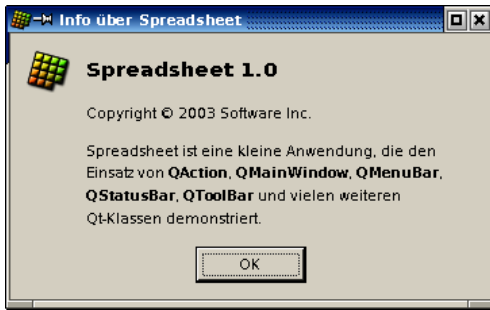 Info über Spreadsheet
Spreadsheet 1.0
Copyright © 2003 Software Inc.
Spreadsheet ist eine kleine Anwendung, die den
Einsatz von QAction, QMainWindow, QMenuBar,
QStatusBar, QToolBar und vielen weiteren
Qt-Klassen demonstriert.
OK